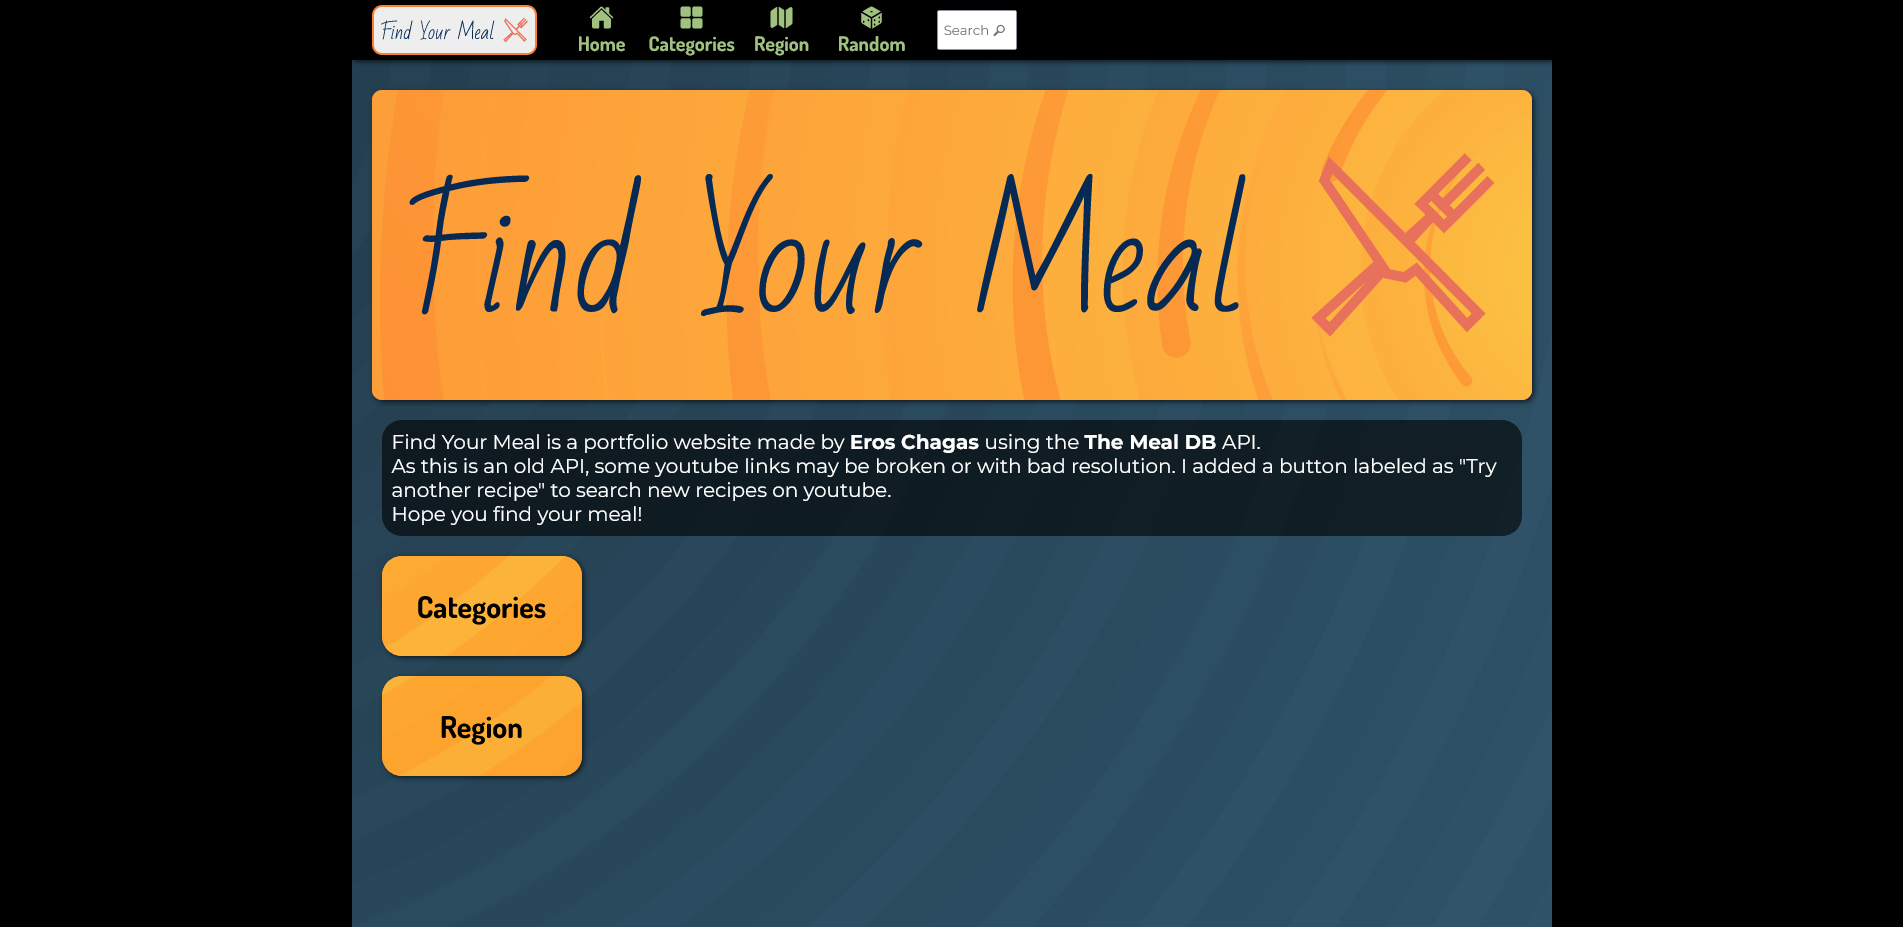 Find Your Meal
Home
Categories
Region
Random
Search
Find Your Meal
Find Your Meal is a portfolio website made by Eros Chagas using the The Meal DB API.
As this is an old API, some youtube links may be broken or with bad resolution. I added a button labeled as "Try
another recipe" to search new recipes on youtube.
Hope you find your meal!
Categories
Region